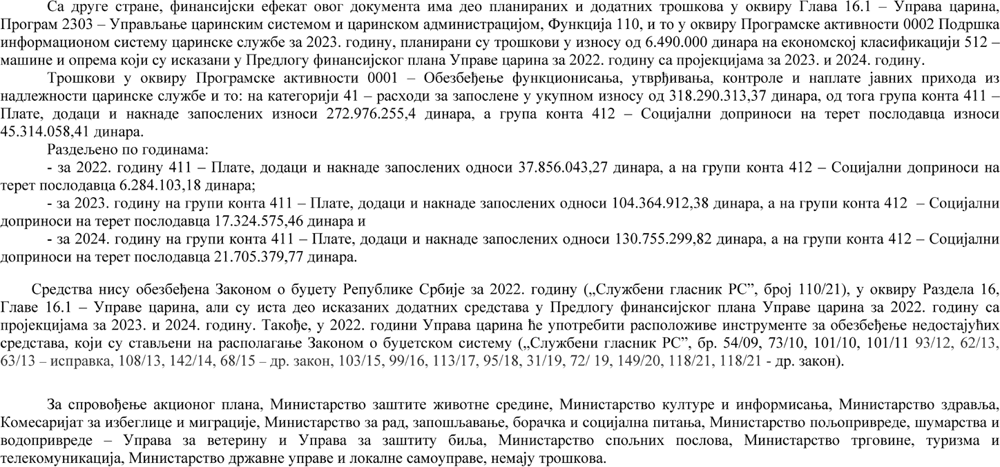 Са друге стране, финансијски ефекат овог документа има део планираних и додатних трошкова у оквиру Глава 16.1 – Управа царина,
Програм 2303 – Управљање царинским системом и царинском администрацијом, Функција 110, и то у оквиру Програмске активности 0002 Подршка
информационом систему царинске службе за 2023. годину, планирани су трошкови у износу од 6.490.000 динара на економској класификацији 512 –
машине и опрема који су исказани у Предлогу финансијског плана Управе царина за 2022. годину са пројекцијама за 2023. и 2024. годину.
Трошкови у оквиру Програмске активности 0001 – Обезбеђење функционисања, утврђивања, контроле и наплате јавних прихода из
надлежности царинске службе и то: на категорији 41 – расходи за запослене у укупном износу од 318.290.313,37 динара, од тога група конта 411 –
Плате, додаци и накнаде запослених износи 272.976.255,4 динара, а група конта 412 – Социјални доприноси на терет послодавца износи
45.314.058,41 динара.
Раздељено по годинама:
- за 2022. годину 411 – Плате, додаци и накнаде запослених односи 37.856.043,27 динара, а на групи конта 412 – Социјални доприноси на
терет послодавца 6.284.103,18 динара;
- за 2023. годину на групи конта 411 – Плате, додаци и накнаде запослених односи 104.364.912,38 динара, а на групи конта 412 – Социјални
доприноси на терет послодавца 17.324.575,46 динара и
- за 2024. годину на групи конта 411 – Плате, додаци и накнаде запослених односи 130.755.299,82 динара, а на групи конта 412 – Социјални
доприноси на терет послодавца 21.705.379,77 динара.
Средства нису обезбеђена Законом о буџету Републике Србије за 2022. годину („Службени гласник РС”, број 110/21), у оквиру Раздела 16,
Главе 16.1 – Управе царина, али су иста део исказаних додатних средстава у Предлогу финансијског плана Управе царина за 2022. годину са
пројекцијама за 2023. и 2024. годину. Такође, у 2022. години Управа царина ће употребити расположиве инструменте за обезбеђење недостајућих
средстава, који су стављени на располагање Законом о буџетском систему („Службени гласник РС”, бр. 54/09, 73/10, 101/10, 101/11 93/12, 62/13,
63/13 – исправка, 108/13, 142/14, 68/15 – др. закон, 103/15, 99/16, 113/17, 95/18, 31/19, 72/ 19, 149/20, 118/21, 118/21 - др. закон).
За спровођење акционог плана, Министарство заштите животне средине, Министарство културе и информисања, Министарство здравља,
Комесаријат за избеглице и миграције, Министарство за рад, запошљавање, борачка и социјална питања, Министарство пољопривреде, шумарства и
водопривреде – Управа за ветерину и Управа за заштиту биља, Министарство спољних послова, Министарство трговине, туризма и
телекомуникација, Министарство државне управе и локалне самоуправе, немају трошкова.